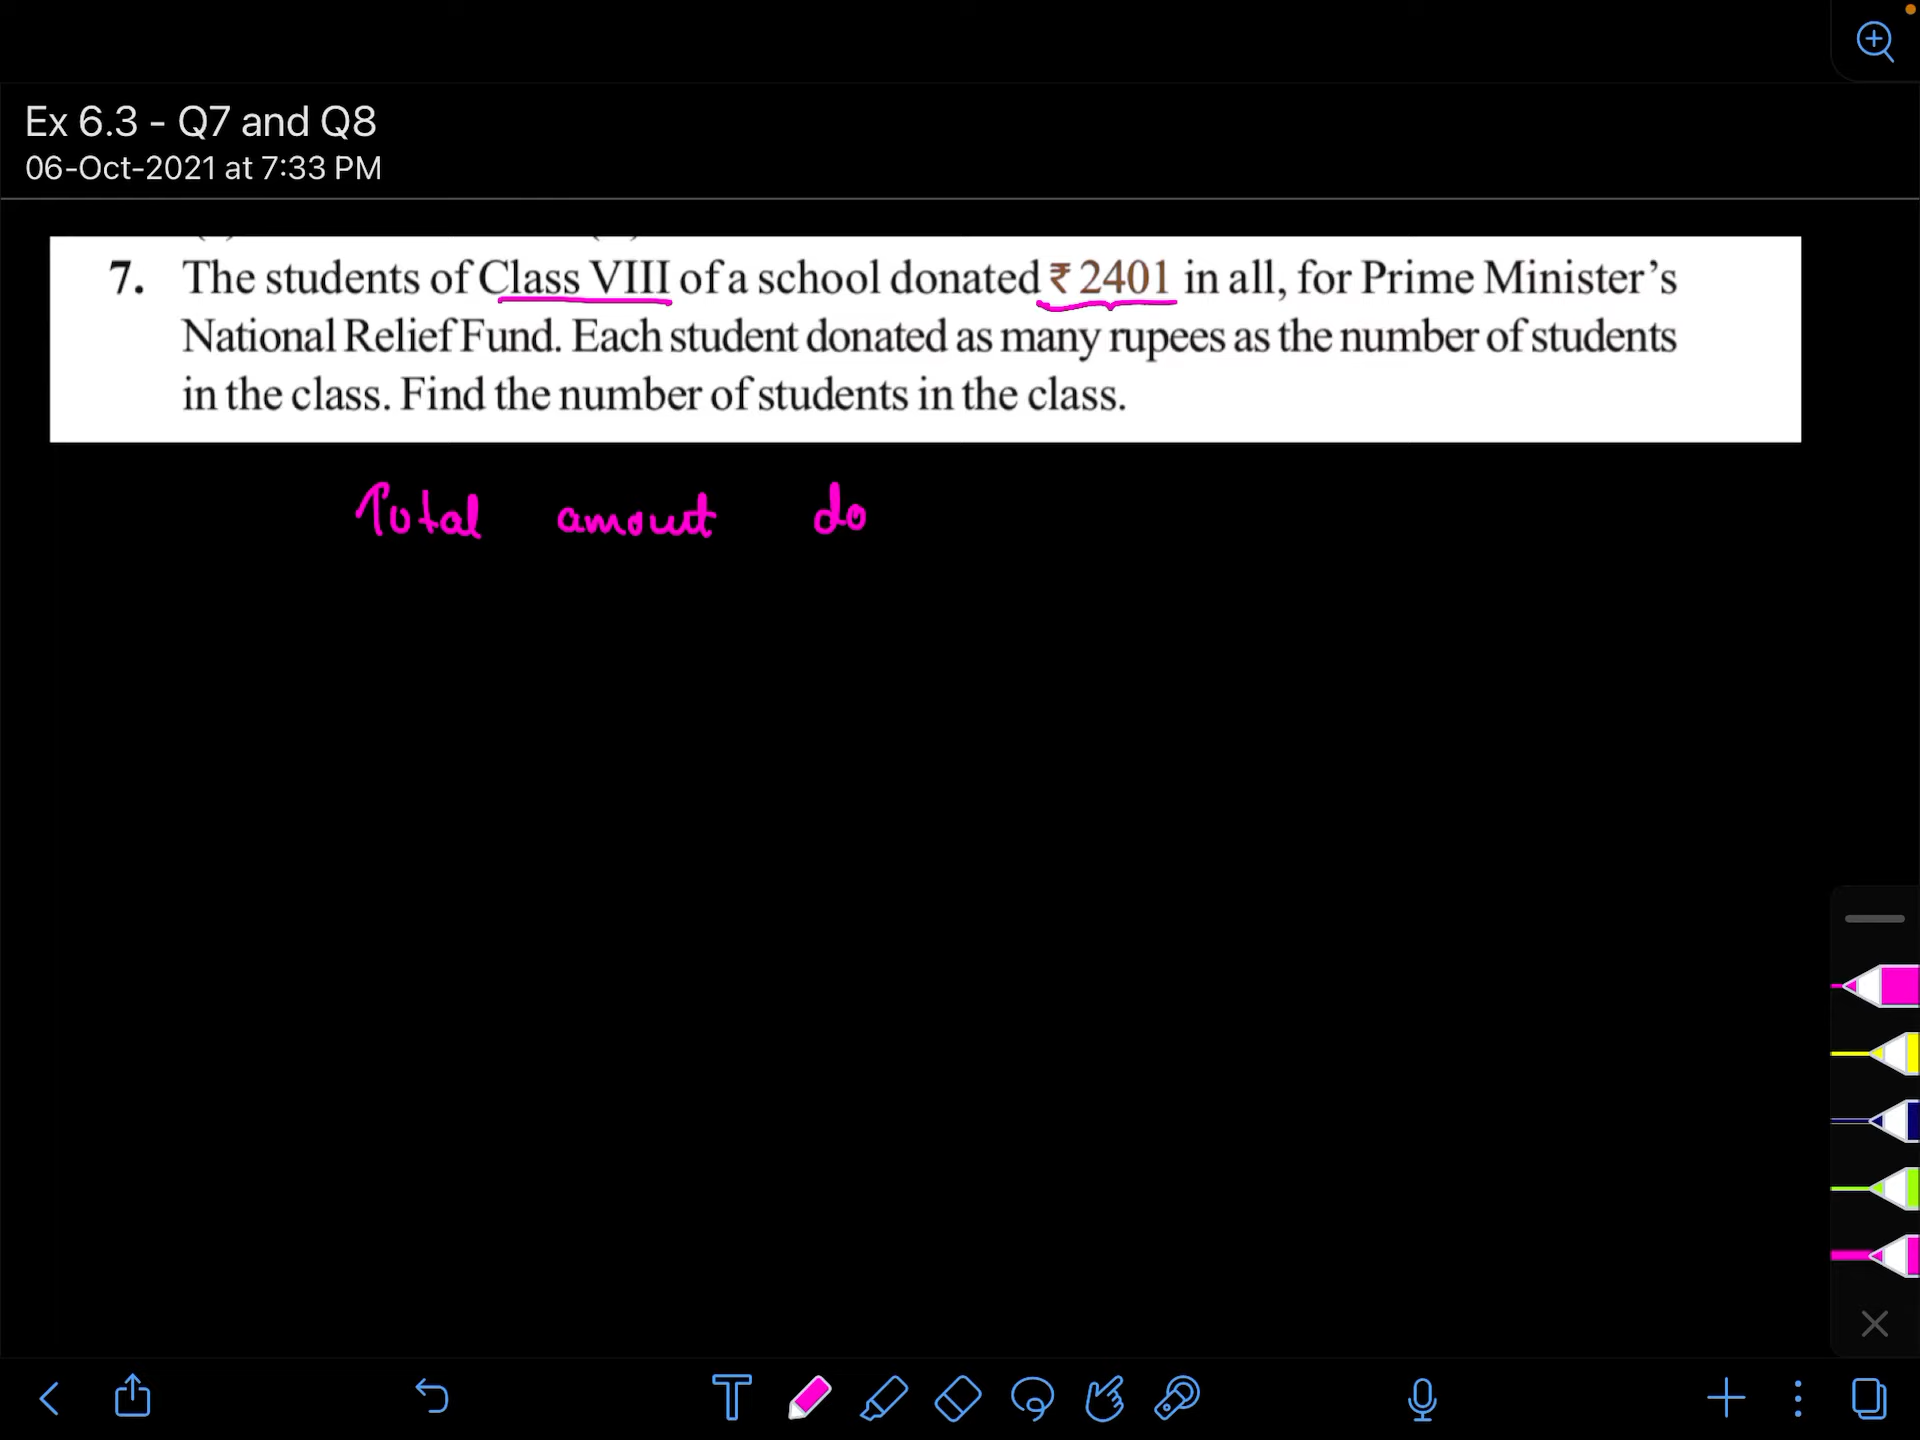 Ex 6.3 - Q7 and Q8
06-Oct-2021 at 7:33 PM
7. The students of Class VIII of a school donated ₹ 2401 in all, for Prime Minister’s
National Relief Fund. Each student donated as many rupees as the number of students
in the class. Find the number of students in the class.
Total amount do